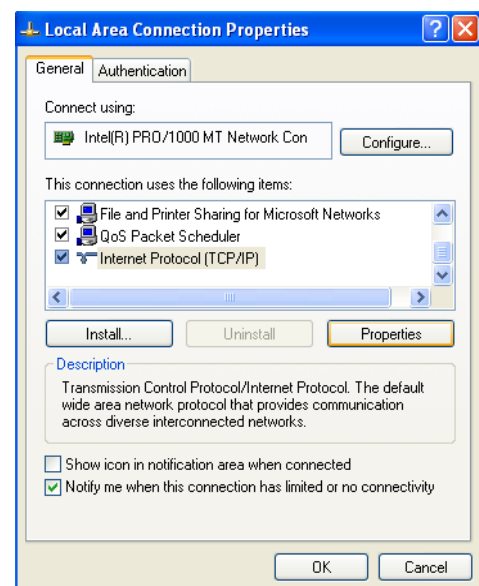 Local Area Connection Properties
General Authentication
Connect using:
Intel(R) PRO/1000 MT Network Con Configure...
This connection uses the following items:
File and Printer Sharing for Microsoft Networks
QoS Packet Scheduler
Internet Protocol (TCP/IP)
Install... Uninstall Properties
Description
Transmission Control Protocol/Internet Protocol. The default
wide area network protocol that provides communication
across diverse interconnected networks.
Show icon in notification area when connected
Notify me when this connection has limited or no connectivity
OK Cancel